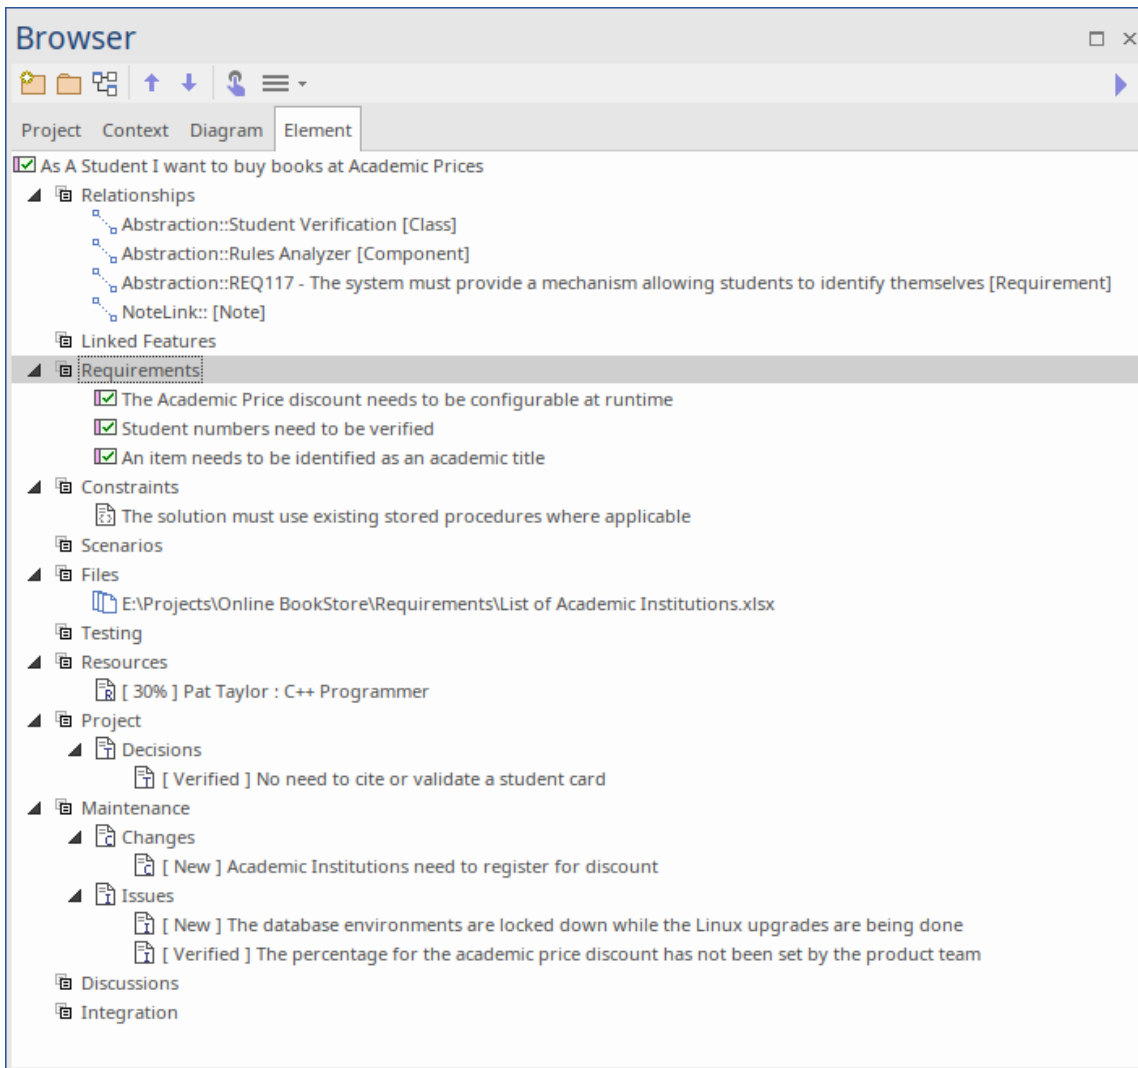 Browser
Project Context Diagram Element
As A Student I want to buy books at Academic Prices
Relationships
Abstraction::Student Verification [Class]
Abstraction::Rules Analyzer [Component]
Abstraction::REQ117 - The system must provide a mechanism allowing students to identify themselves [Requirement]
NoteLink:: [Note]
Linked Features
Requirements
The Academic Price discount needs to be configurable at runtime
Student numbers need to be verified
An item needs to be identified as an academic title
Constraints
The solution must use existing stored procedures where applicable
Scenarios
Files
E:\Projects\Online BookStore\Requirements\List of Academic Institutions.xlsx
Testing
Resources
[ 30% ] Pat Taylor : C++ Programmer
Project
Decisions
[ Verified ] No need to cite or validate a student card
Maintenance
Changes
[ New ] Academic Institutions need to register for discount
Issues
[ New ] The database environments are locked down while the Linux upgrades are being done
[ Verified ] The percentage for the academic price discount has not been set by the product team
Discussions
Integration